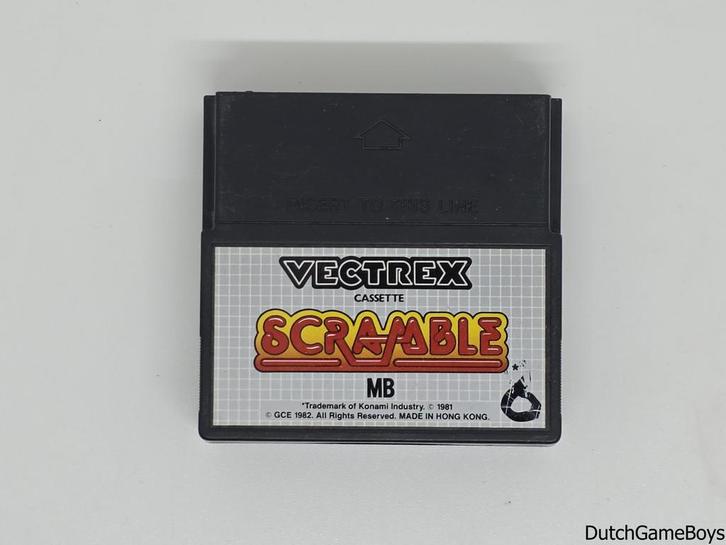 INSERT TO THIS LINE
VECTREX
CASSETTE
SCRAMBLE
*
MB
*Trademark of Konami Industry. © 1981
© GCE 1982. All Rights Reserved. MADE IN HONG KONG.
DutchGameBoys